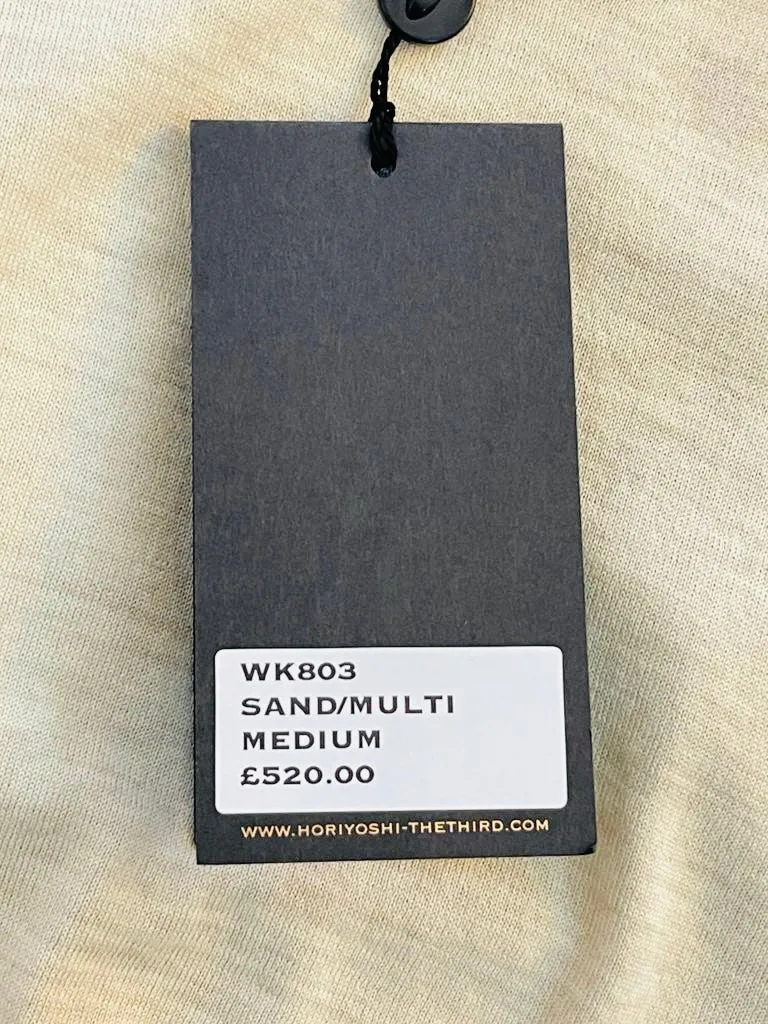 WK803
SAND/MULTI
MEDIUM
£520.00
WWW.HORIYOSHI-THETHIRD.COM